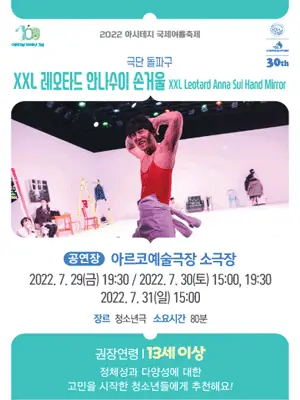 2022 아시테지 국제여름축제
30th
극단 돌파구
XXL 레오타드 안나수이 손거울 XXL Leotard Anna Sui Hand Mirror
공연장 아르코예술극장 소극장
2022. 7. 29(금) 19:30 / 2022. 7. 30(토) 15:00, 19:30
2022. 7. 31(일) 15:00
장르 청소년극 소요시간 80분
권장연령 | 13세 이상
정체성과 다양성에 대한
고민을 시작한 청소년들에게 추천해요!